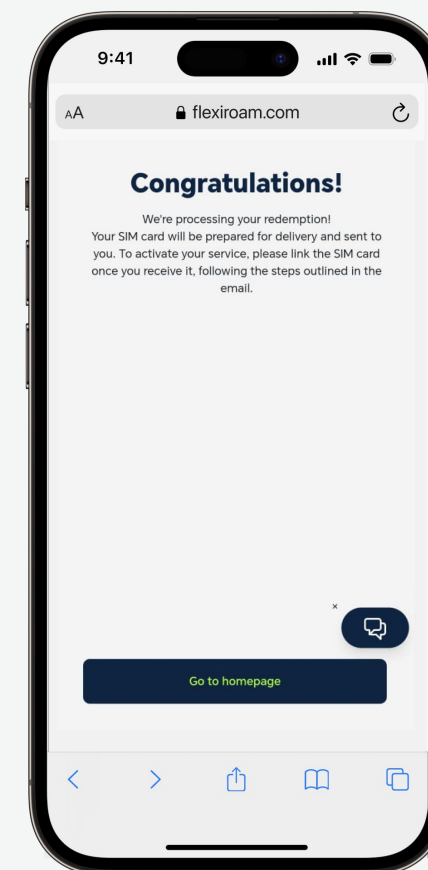 9:41
AA flexiroam.com
Congratulations!
We're processing your redemption!
Your SIM card will be prepared for delivery and sent to
you. To activate your service, please link the SIM card
once you receive it, following the steps outlined in the
email.
×
Go to homepage